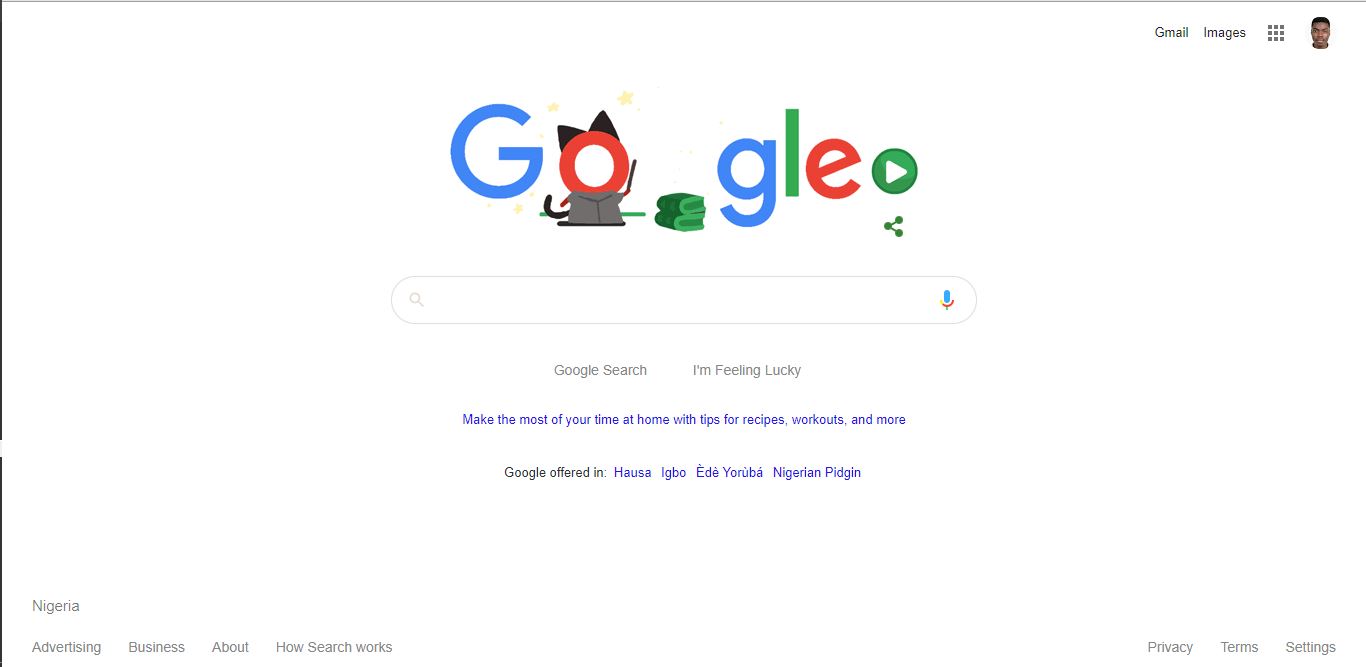 Gmail Images
Google
Google Search I'm Feeling Lucky
Make the most of your time at home with tips for recipes, workouts, and more
Google offered in: Hausa Igbo Èdè Yorùbá Nigerian Pidgin
Nigeria
Advertising Business About How Search works Privacy Terms Settings